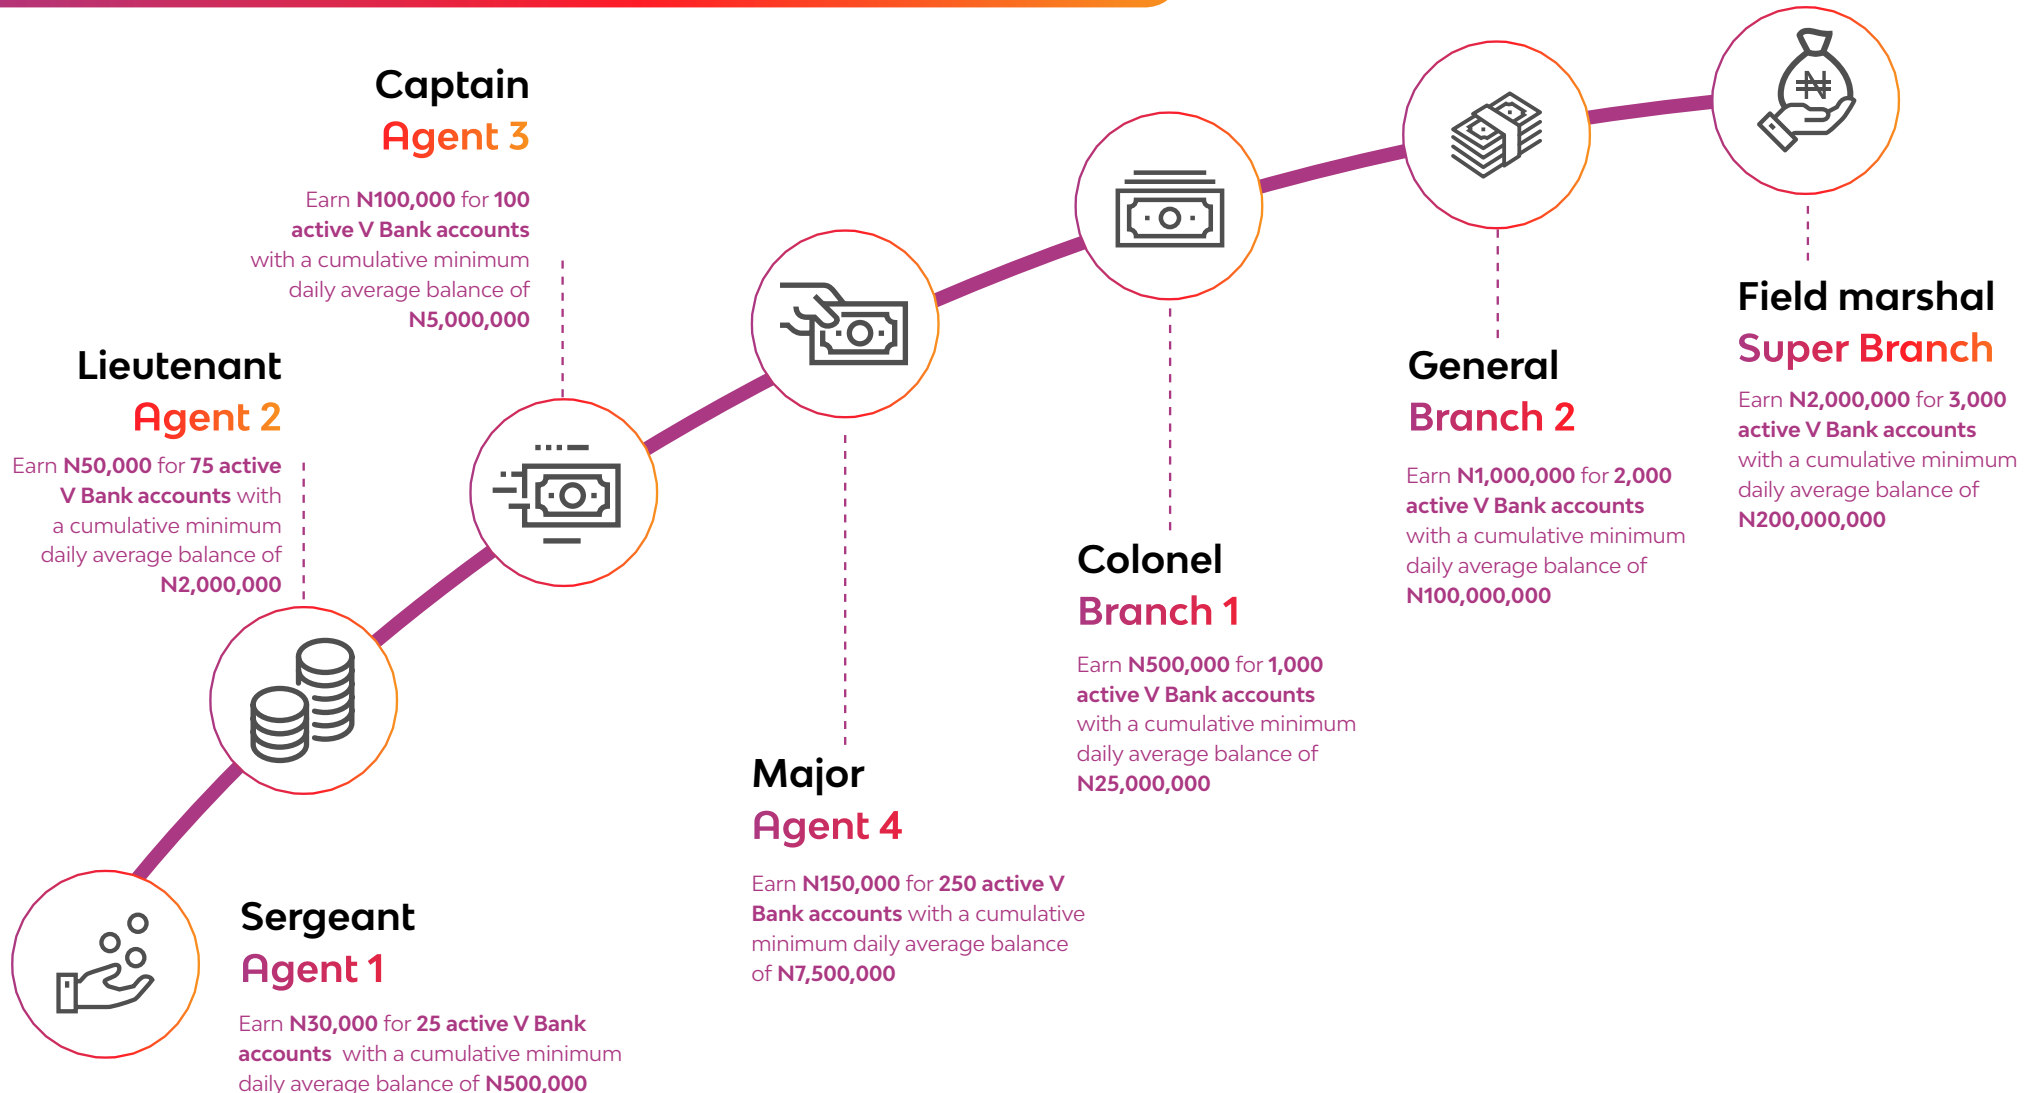 Captain
Agent 3
Earn N100,000 for 100
active V Bank accounts
with a cumulative minimum
daily average balance of
N5,000,000
Lieutenant
Agent 2
Earn N50,000 for 75 active
V Bank accounts with
a cumulative minimum
daily average balance of
N2,000,000
Sergeant
Agent 1
Earn N30,000 for 25 active V Bank
accounts with a cumulative minimum
daily average balance of N500,000
Major
Agent 4
Earn N150,000 for 250 active V
Bank accounts with a cumulative
minimum daily average balance
of N7,500,000
Colonel
Branch 1
Earn N500,000 for 1,000
active V Bank accounts
with a cumulative minimum
daily average balance of
N25,000,000
General
Branch 2
Earn N1,000,000 for 2,000
active V Bank accounts
with a cumulative minimum
daily average balance of
N100,000,000
₦
Field marshal
Super Branch
Earn N2,000,000 for 3,000
active V Bank accounts
with a cumulative minimum
daily average balance of
N200,000,000